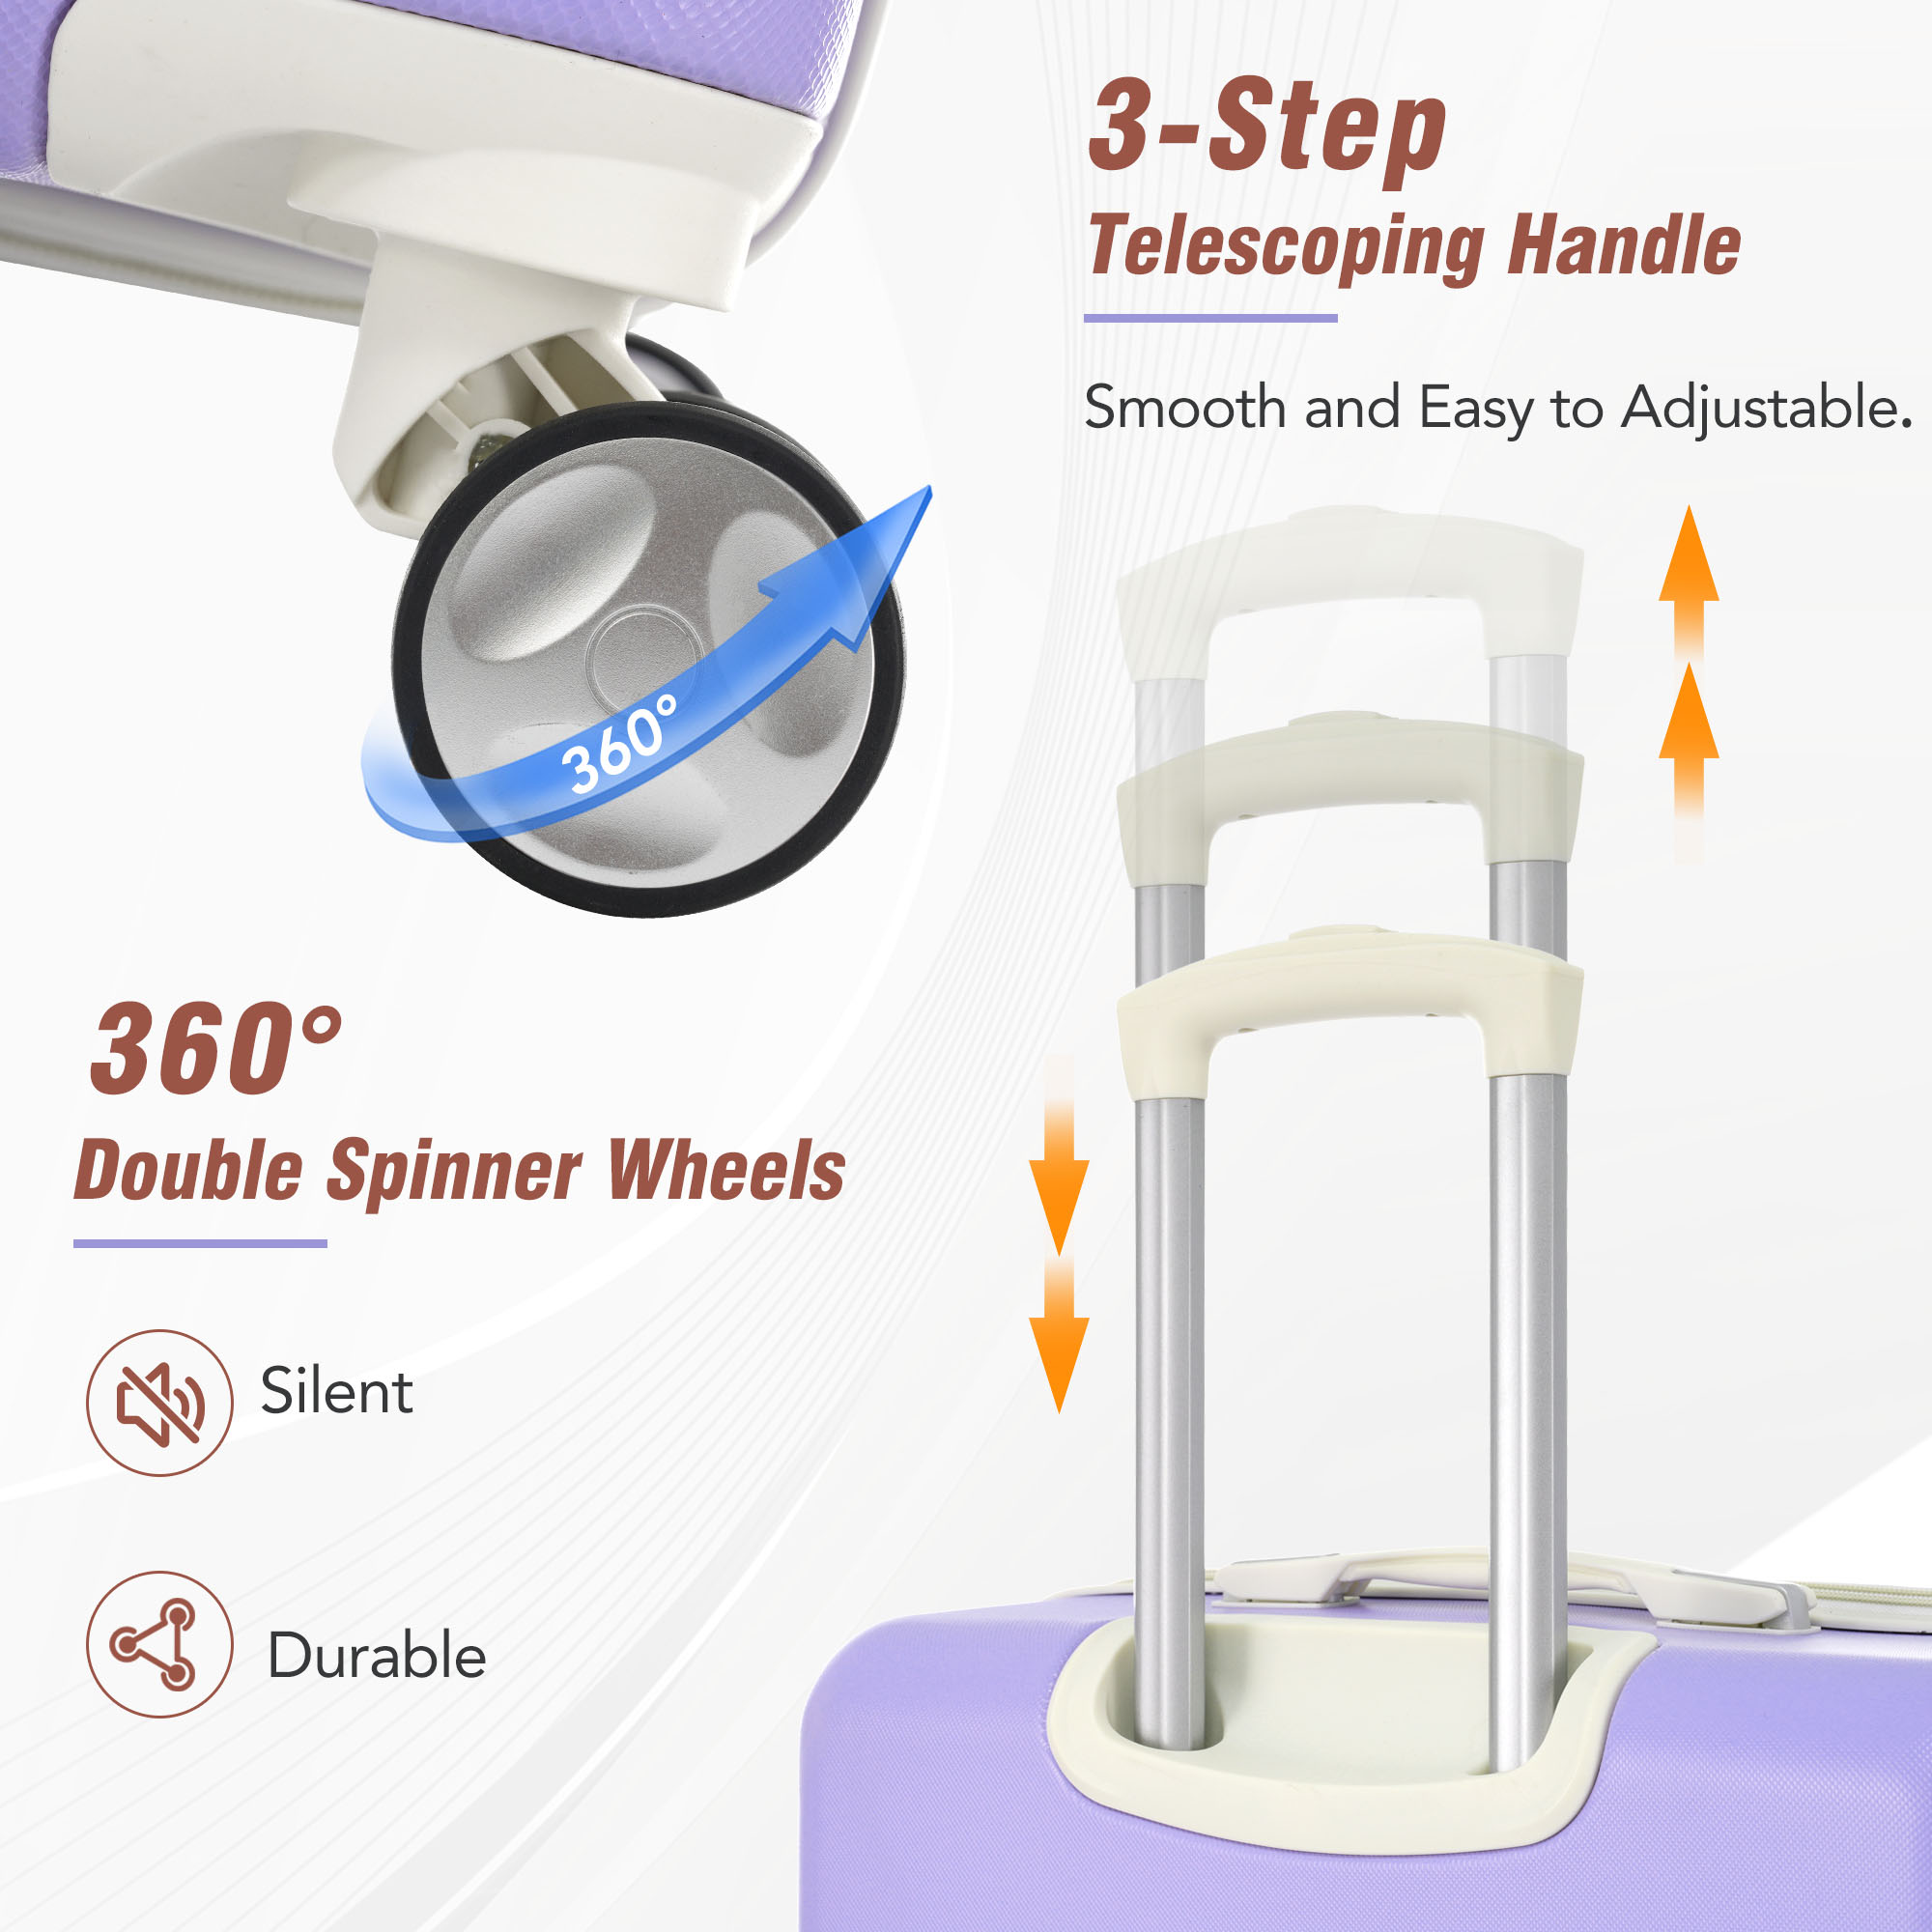 3-Step
Telescoping Handle
Smooth and Easy to Adjustable.
360°
360°
Double Spinner Wheels
Silent
Durable